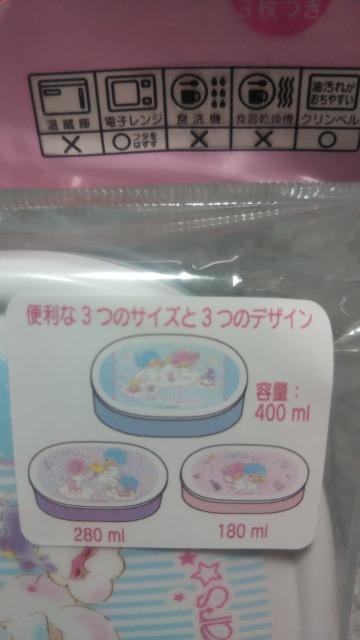 3枚つき
温蔵庫 電子レンジ 食洗機 食器乾燥機 クリンベル
油汚れが
おちやすい
× ○フタを
はずす × × ○
便利な3つのサイズと3つのデザイン
容量：
400 ml
280 ml 180 ml
ars